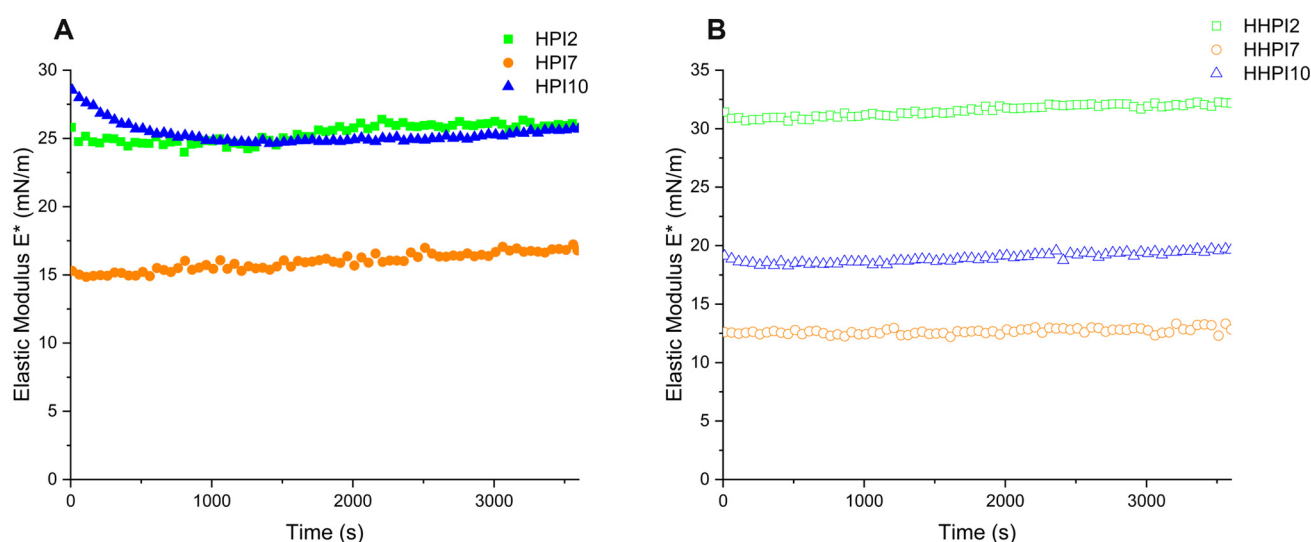 A
HPI2
HPI7
HPI10
30
25
20
15
10
5
0
Elastic Modulus E* (mN/m)
0 1000 2000 3000
Time (s)
B
HHPI2
HHPI7
HHPI10
35
30
25
20
15
10
5
0
Elastic Modulus E* (mN/m)
0 1000 2000 3000
Time (s)